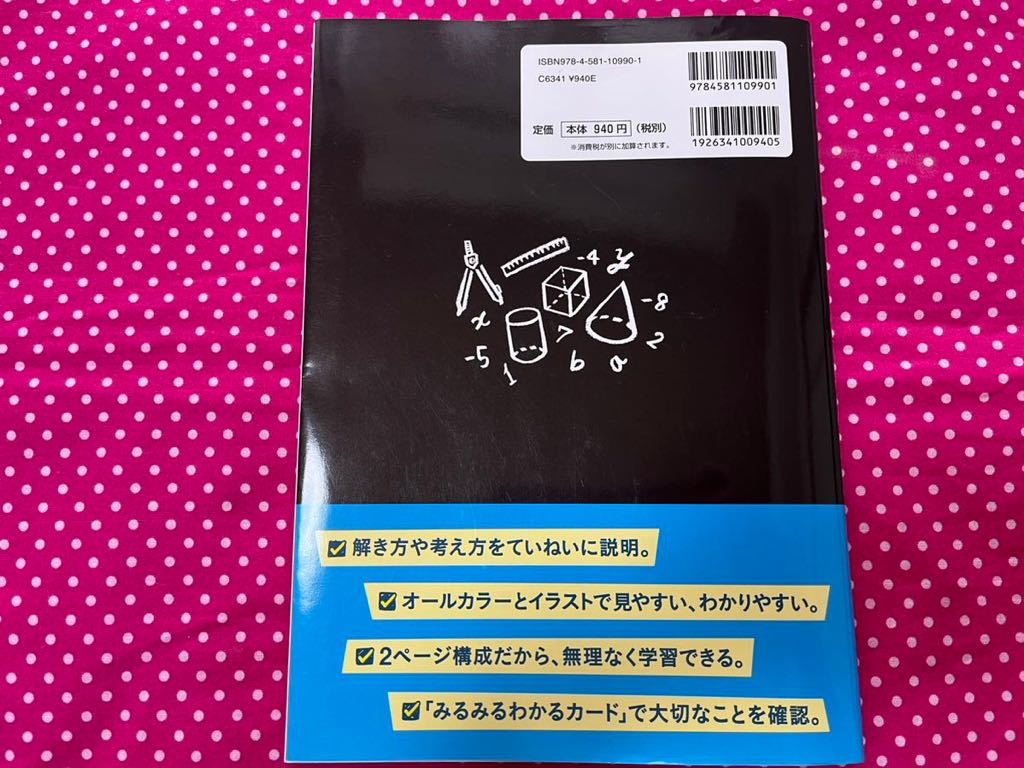 ISBN978-4-581-10990-1
C6341 ¥940E
9784581109901
定価 本体 940円 (税別)
※消費税が別に加算されます。
1926341009405
-4 y
-8
x
-5 > 2
1 b a
解き方や考え方をていねいに説明。
オールカラーとイラストで見やすい、わかりやすい。
2ページ構成だから、無理なく学習できる。
「みるみるわかるカード」で大切なことを確認。